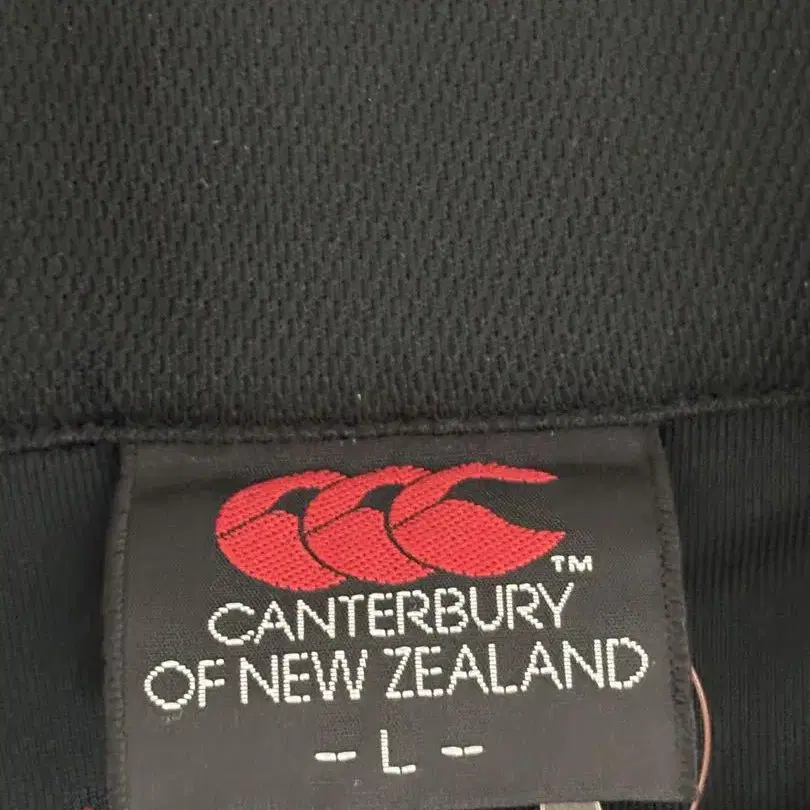 TM
CANTERBURY
OF NEW ZEALAND
- L -